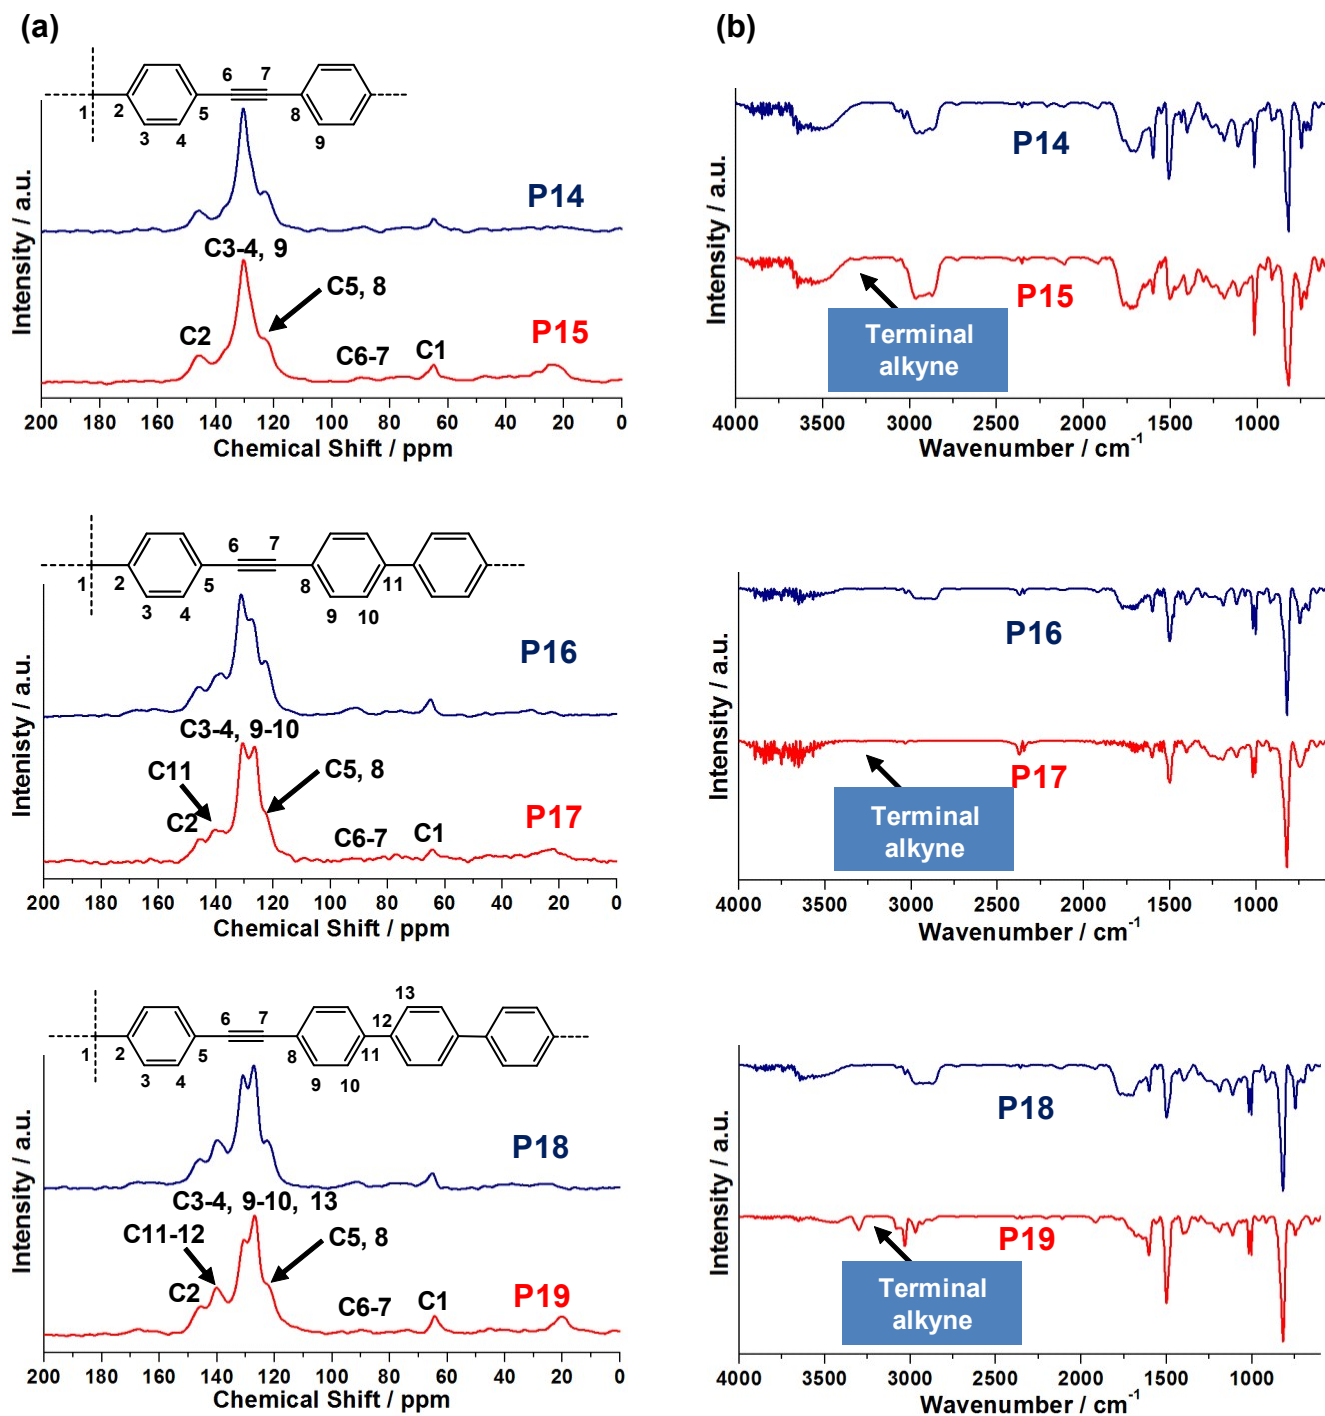 (a)
(b)
6
7
1
2
5
8
3
4
9
P14
C3-4, 9
C5, 8
C2
P15
C6-7
C1
Intensity / a.u.
200 180 160 140 120 100 80 60 40 20 0
Chemical Shift / ppm
P14
P15
Terminal
alkyne
Intensity / a.u.
4000 3500 3000 2500 2000 1500 1000
Wavenumber / cm-1
6
7
1
2
5
8
11
3
4
9
10
P16
C3-4, 9-10
C11
C5, 8
C2
P17
C6-7
C1
Intenisty / a.u.
200 180 160 140 120 100 80 60 40 20 0
Chemical Shift / ppm
P16
P17
Terminal
alkyne
Intensity / a.u.
4000 3500 3000 2500 2000 1500 1000
Wavenumber / cm-1
13
6
7
12
1
2
5
8
11
3
4
9
10
P18
C3-4, 9-10, 13
C11-12
C5, 8
C2
P19
C6-7
C1
Intensity / a.u.
200 180 160 140 120 100 80 60 40 20 0
Chemical Shift / ppm
P18
P19
Terminal
alkyne
Intensity / a.u.
4000 3500 3000 2500 2000 1500 1000
Wavenumber / cm-1